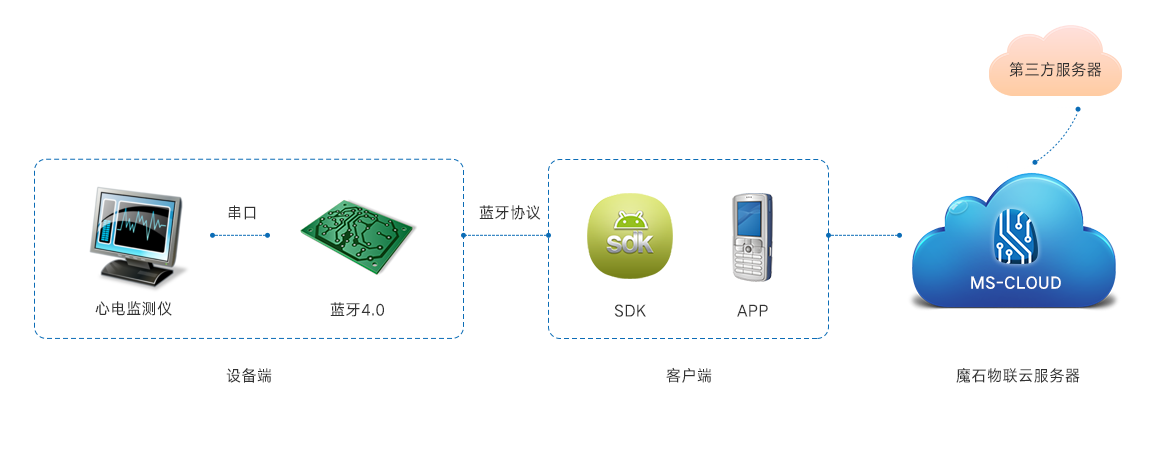 第三方服务器
串口
蓝牙协议
sdk
MS-CLOUD
心电监测仪
蓝牙4.0
SDK
APP
设备端
客户端
魔石物联云服务器